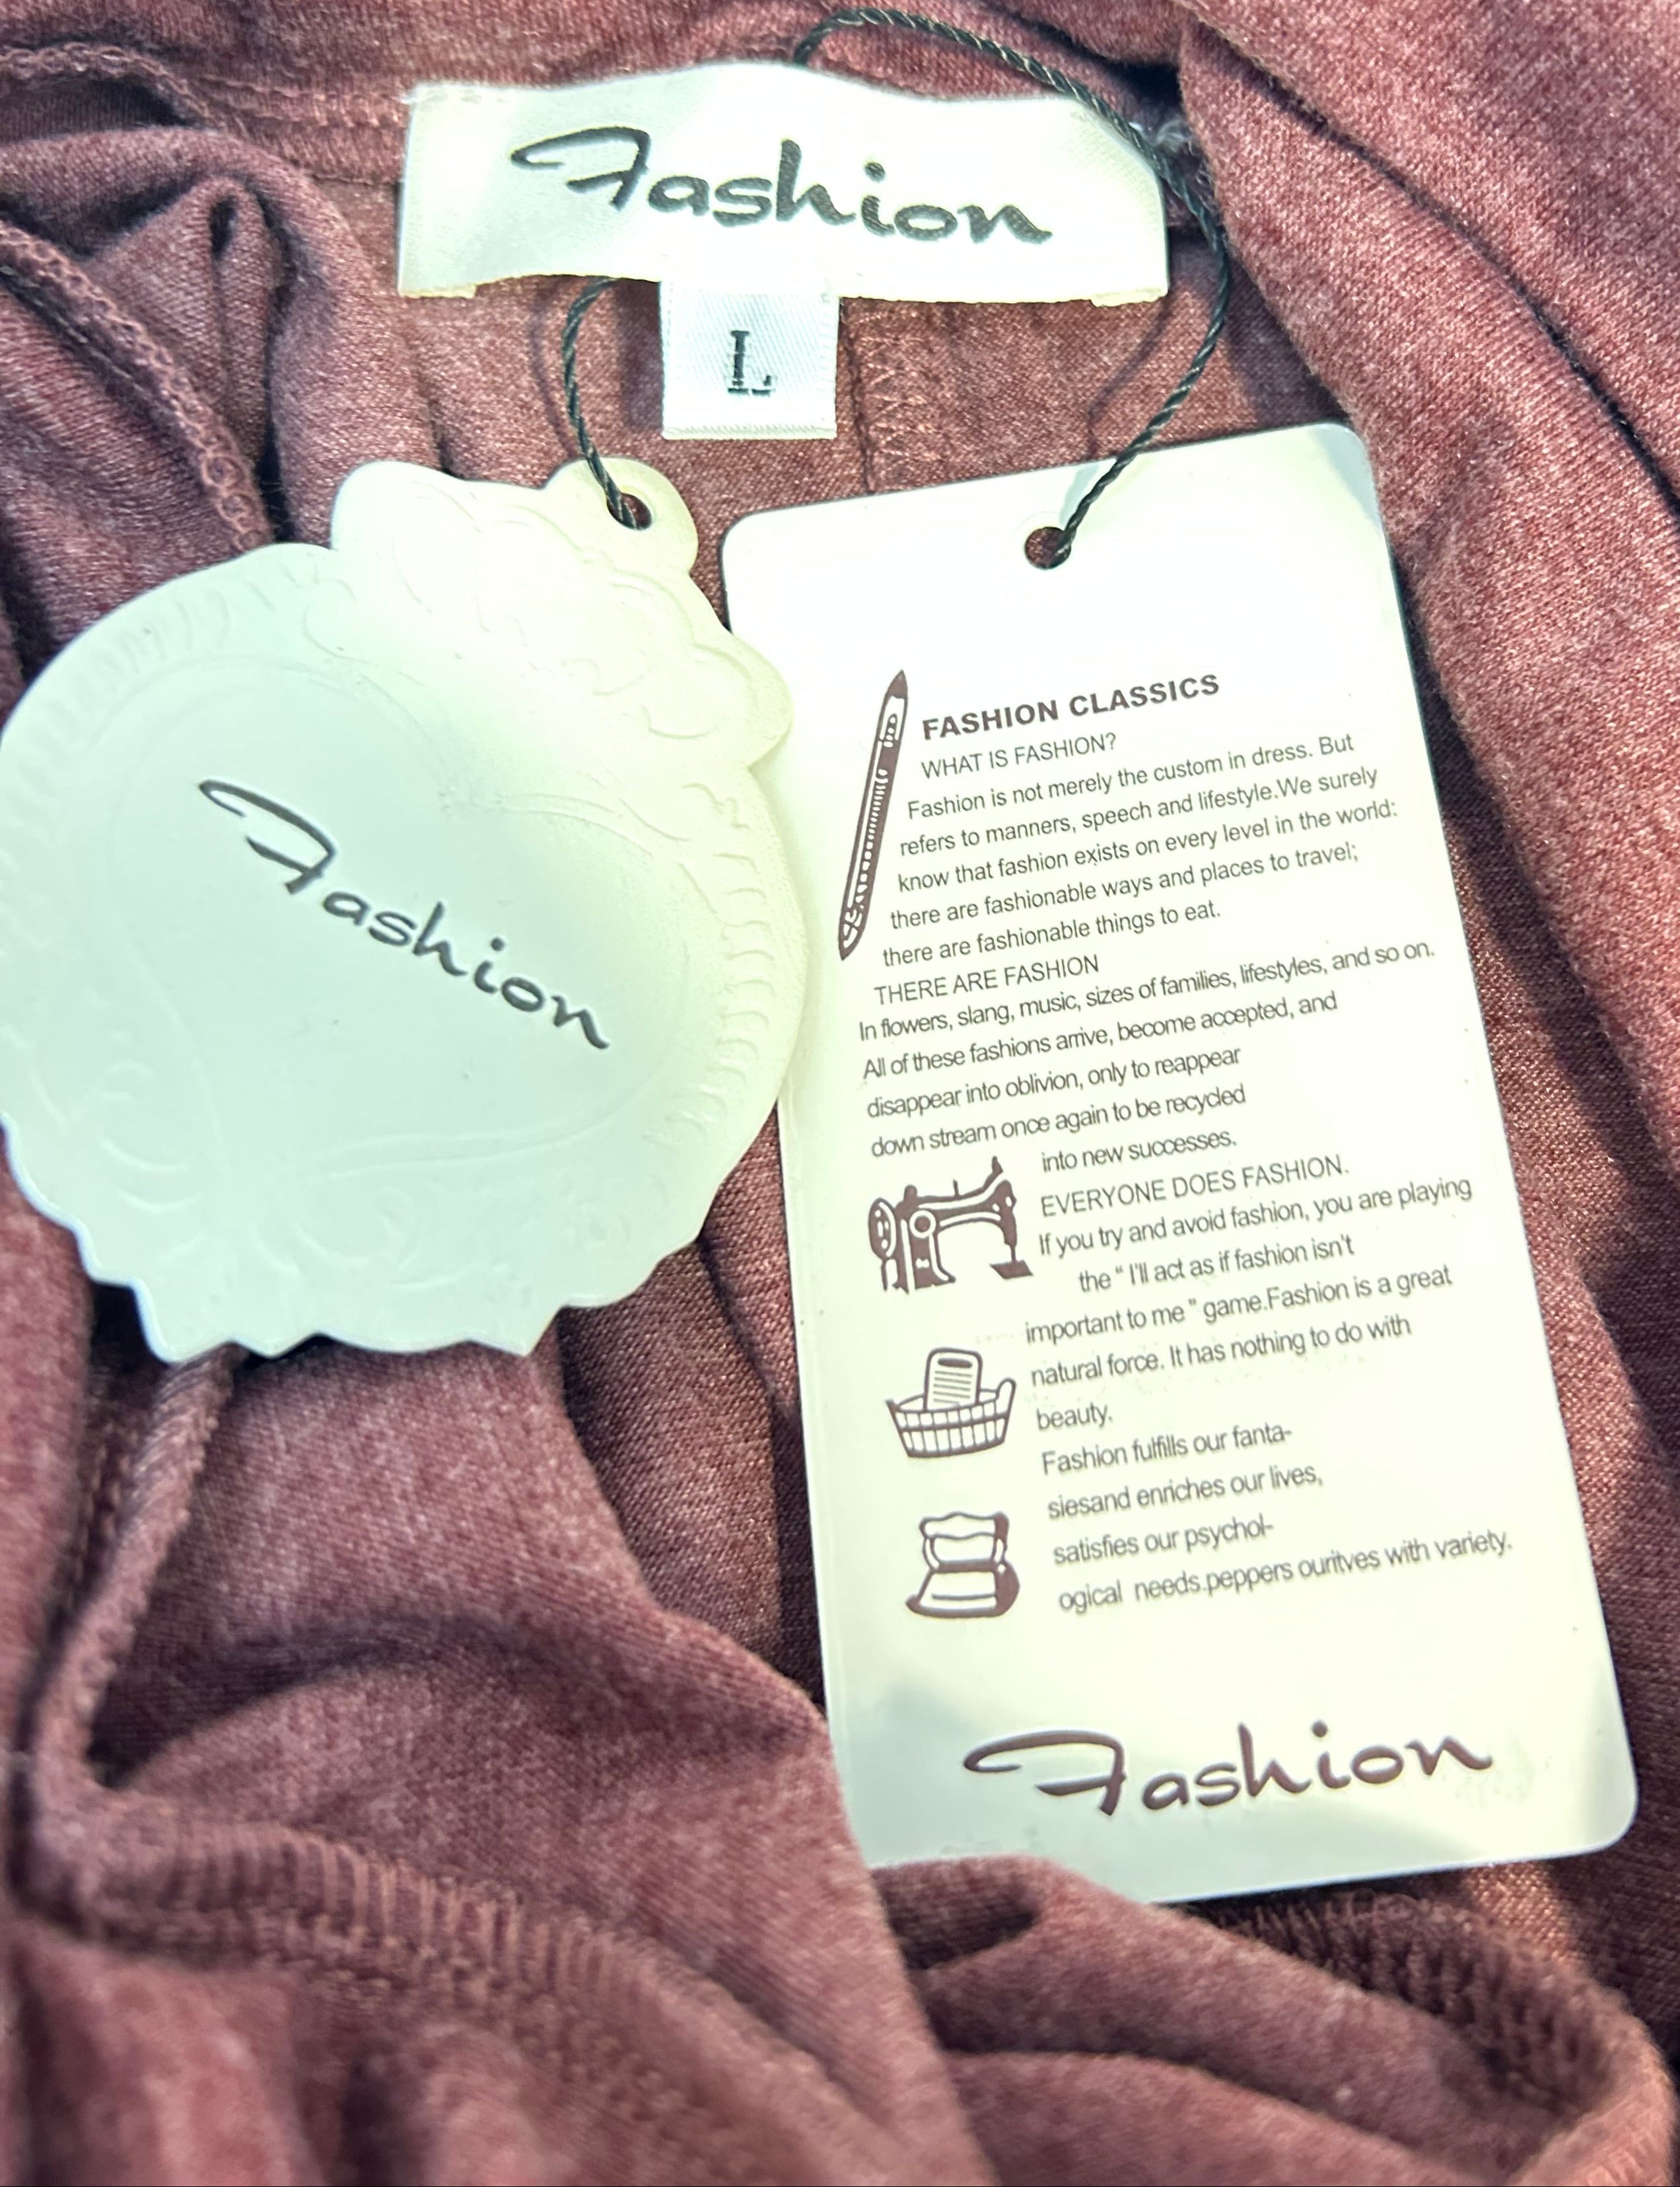 Fashion
L
Fashion
FASHION CLASSICS
WHAT IS FASHION?
Fashion is not merely the custom in dress. But
refers to manners, speech and lifestyle.We surely
know that fashion exists on every level in the world:
there are fashionable ways and places to travel;
there are fashionable things to eat.
THERE ARE FASHION
In flowers, slang, music, sizes of families, lifestyles, and so on.
All of these fashions arrive, become accepted, and
disappear into oblivion, only to reappear
down stream once again to be recycled
into new successes.
EVERYONE DOES FASHION.
If you try and avoid fashion, you are playing
the " I'll act as if fashion isn't
important to me " game.Fashion is a great
natural force. It has nothing to do with
beauty.
Fashion fulfills our fanta-
siesand enriches our lives,
satisfies our psychol-
ogical needs.peppers ouritves with variety.
Fashion